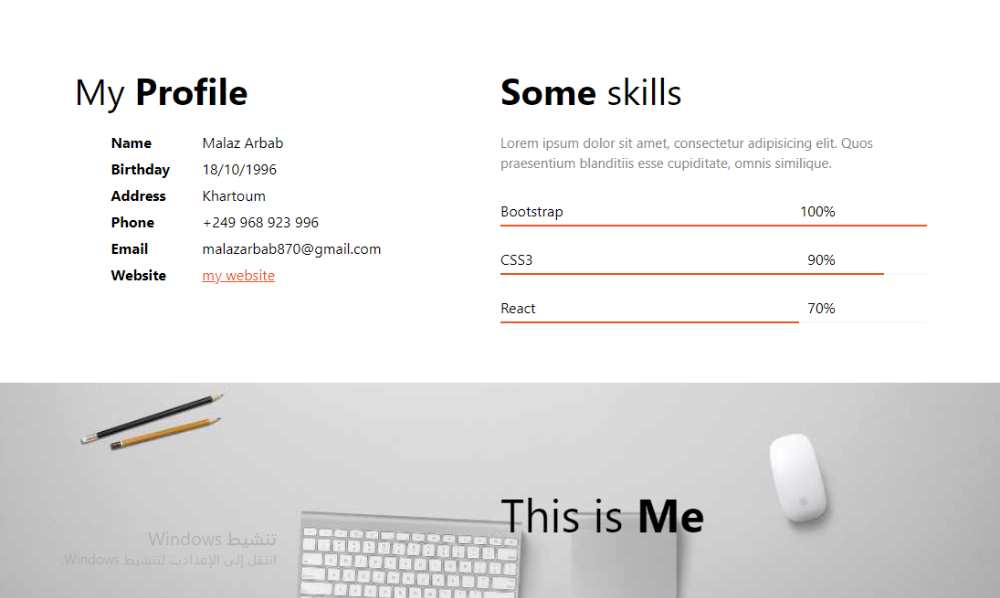 My Profile
Name Malaz Arbab
Birthday 18/10/1996
Address Khartoum
Phone +249 968 923 996
Email malazarbab870@gmail.com
Website my website
Some skills
Lorem ipsum dolor sit amet, consectetur adipisicing elit. Quos
praesentium blanditiis esse cupiditate, omnis similique.
Bootstrap 100%
CSS3 90%
React 70%
This is Me
تنشيط Windows
انتقل إلى الإعدادات لتنشيط Windows.